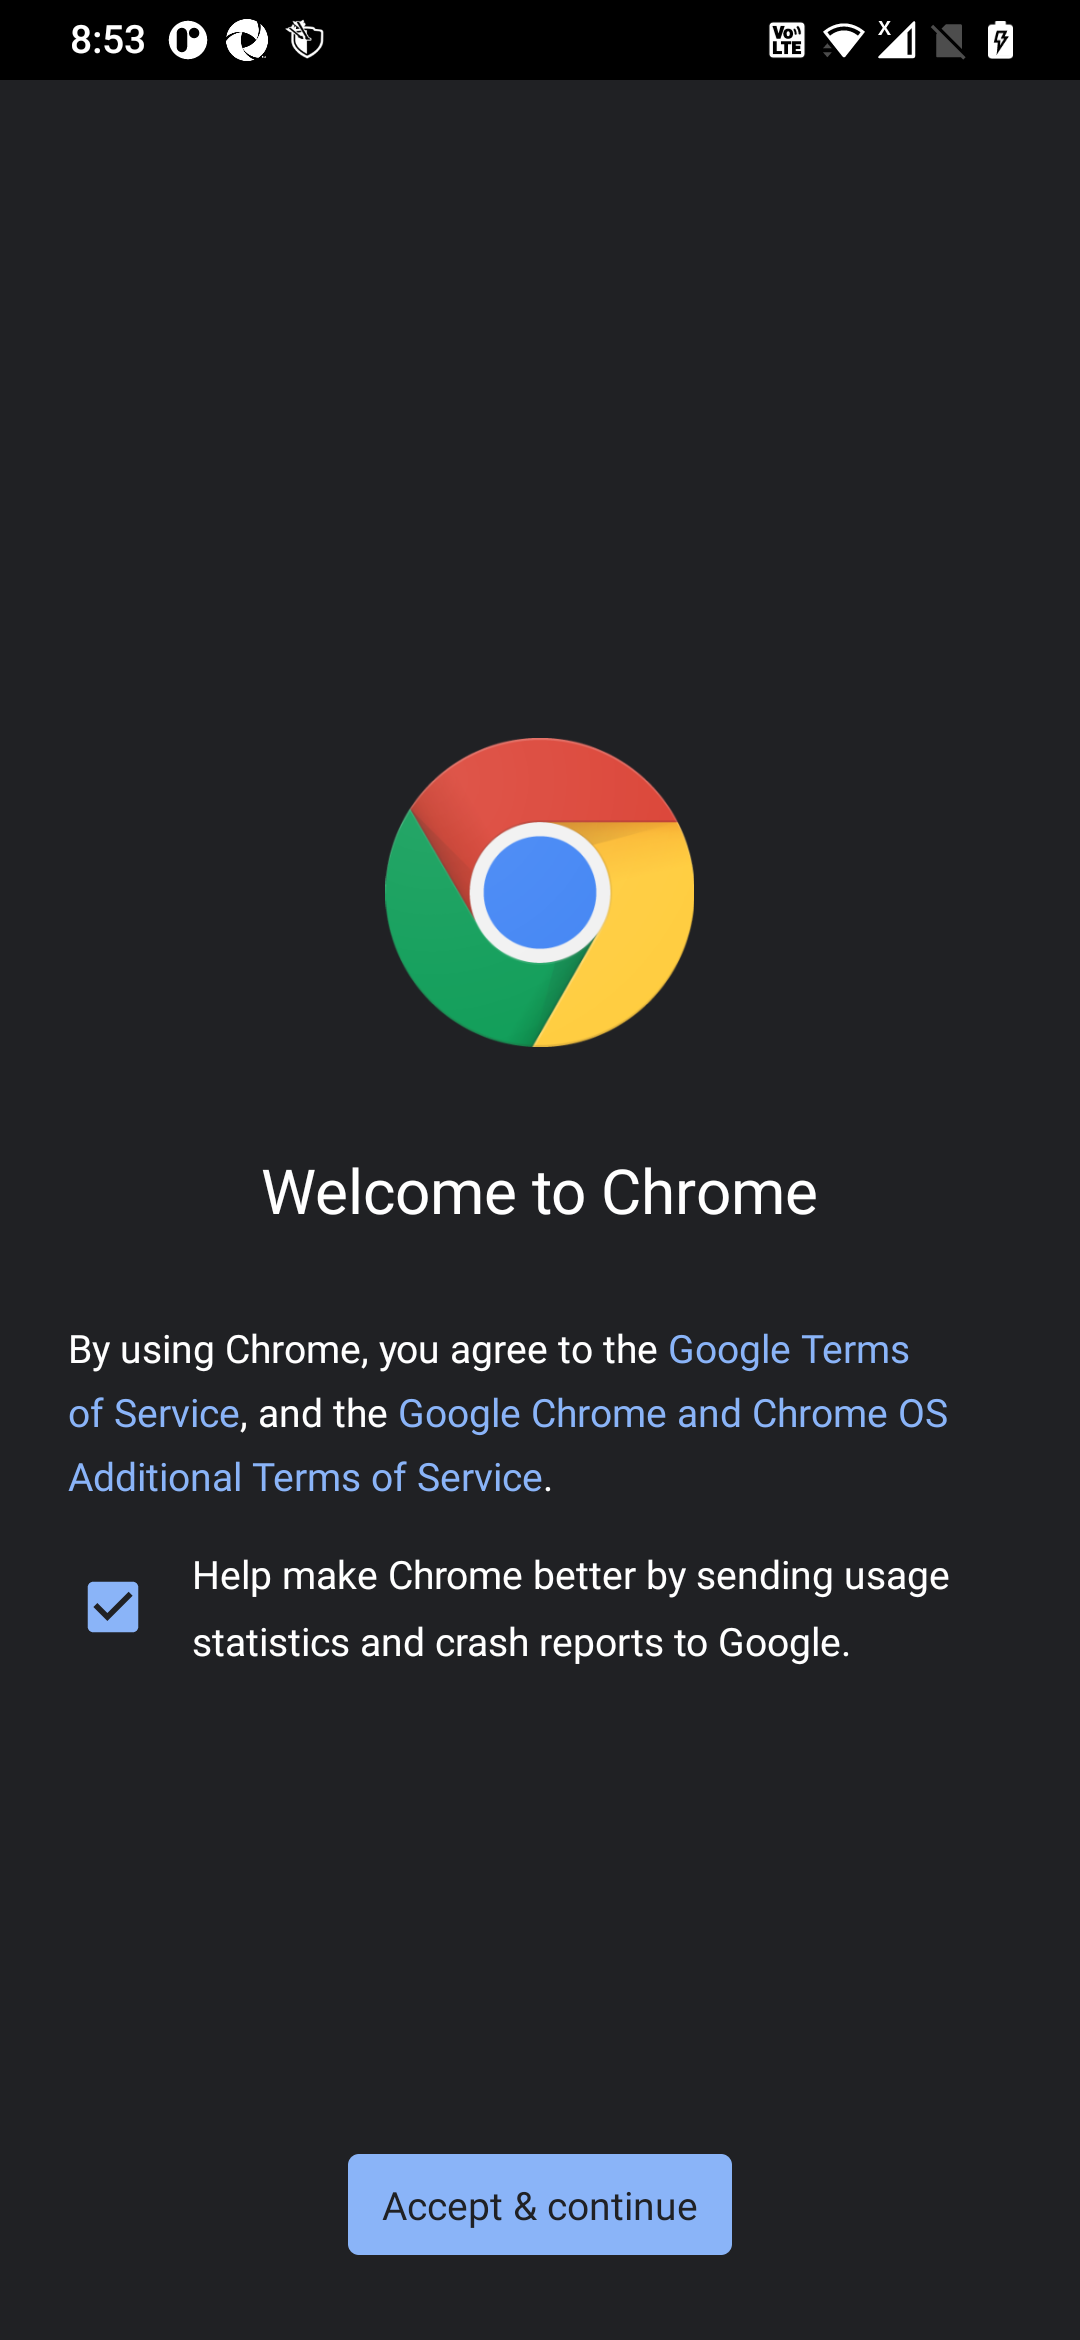 8:53
Vo LTE
X
Welcome to Chrome
By using Chrome, you agree to the Google Terms
of Service, and the Google Chrome and Chrome OS
Additional Terms of Service.
Help make Chrome better by sending usage
statistics and crash reports to Google.
Accept & continue